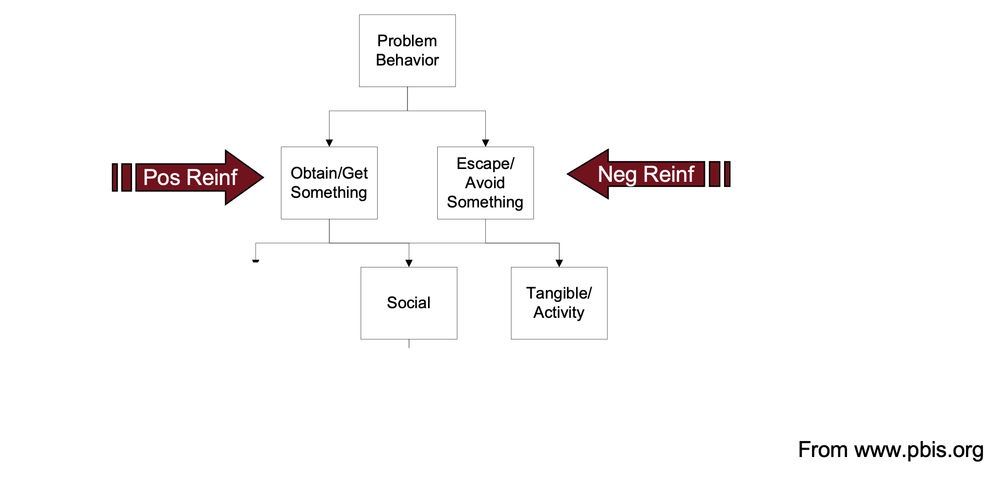 Problem
Behavior
Pos Reinf
Obtain/Get
Something
Escape/
Avoid
Something
Neg Reinf
Social
Tangible/
Activity
From www.pbis.org